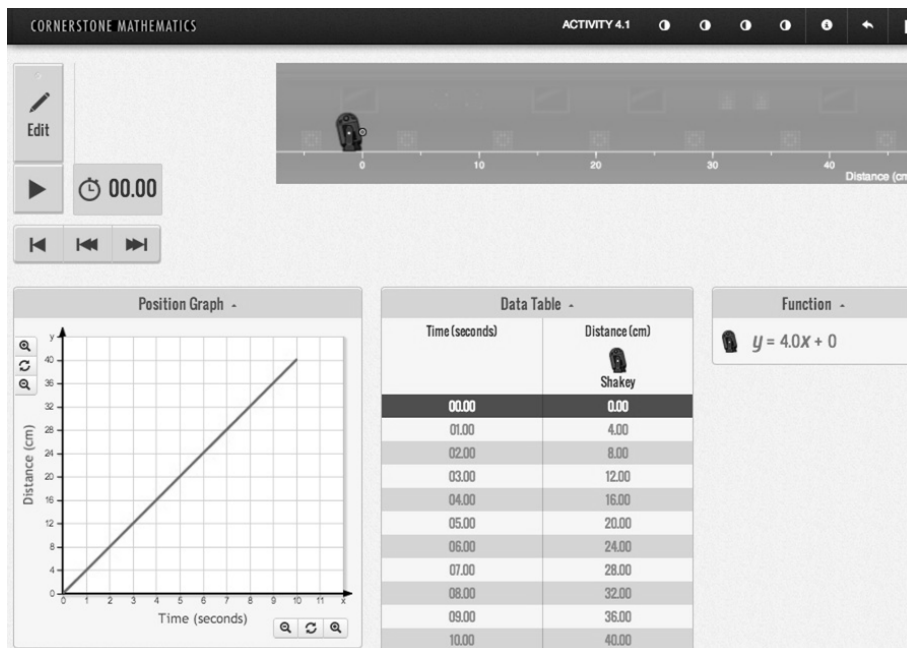 CORNERSTONE MATHEMATICS
ACTIVITY 4.1
Edit
00.00
0 10 20 30 40
Distance (cm
Position Graph
Data Table
Function
y
40
36
32
28
24
20
16
12
8
4
0
0 1 2 3 4 5 6 7 8 9 10 11 x
Distance (cm)
Time (seconds)
Time (seconds) Distance (cm)
Shakey
00.00 0.00
01.00 4.00
02.00 8.00
03.00 12.00
04.00 16.00
05.00 20.00
06.00 24.00
07.00 28.00
08.00 32.00
09.00 36.00
10.00 40.00
y = 4.0x + 0